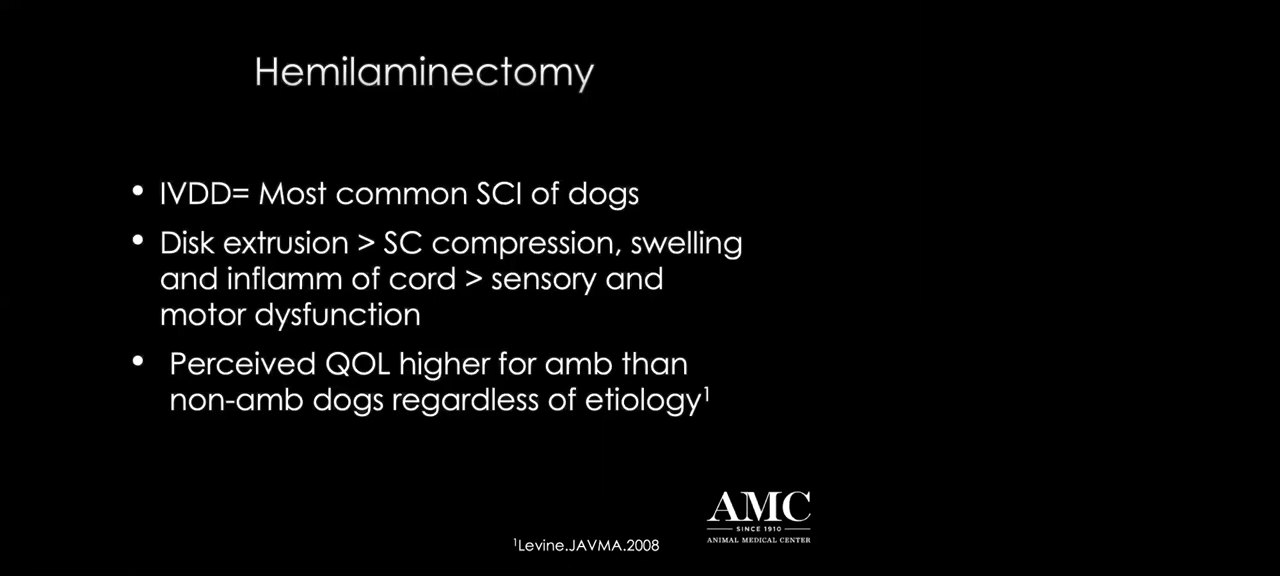 Hemilaminectomy
• IVDD= Most common SCI of dogs
• Disk extrusion > SC compression, swelling
and inflamm of cord > sensory and
motor dysfunction
• Perceived QOL higher for amb than
non-amb dogs regardless of etiology¹
AMC
SINCE 1910
ANIMAL MEDICAL CENTER
¹Levine.JAVMA.2008